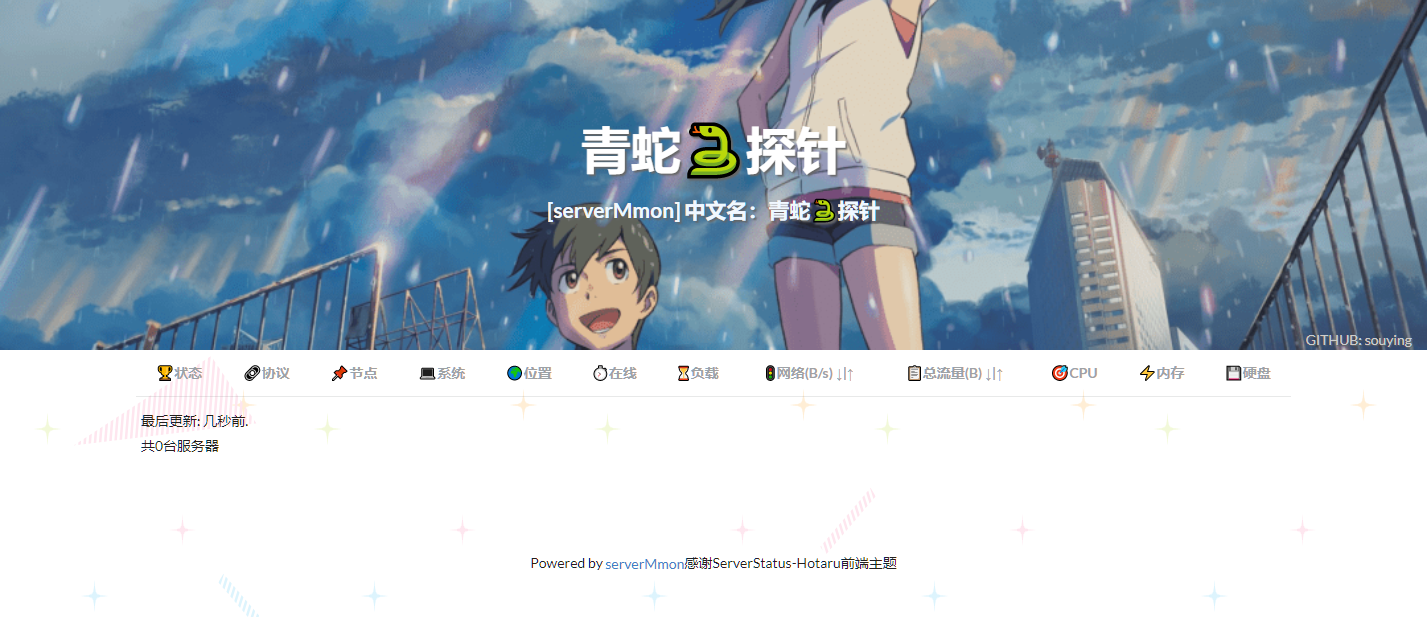 青蛇🐍探针
[serverMmon] 中文名：青蛇🐍探针
GITHUB: souying
🏆状态 🔗协议 📌节点 💻系统 🌍位置 ⏱在线 ⏳负载 🚦网络(B/s) ↓|↑ 📋总流量(B) ↓|↑ 🎯CPU ⚡内存 💾硬盘
最后更新: 几秒前.
共0台服务器
Powered by serverMmon感谢ServerStatus-Hotaru前端主题